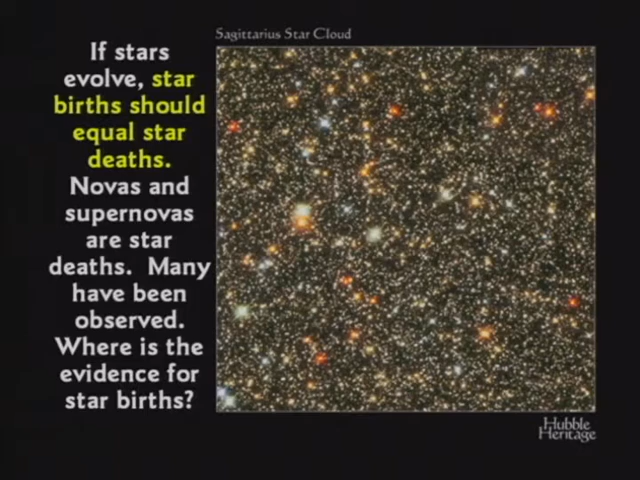 Sagittarius Star Cloud
If stars
evolve, star
births should
equal star
deaths.
Novas and
supernovas
are star
deaths. Many
have been
observed.
Where is the
evidence for
star births?
Hubble
Heritage